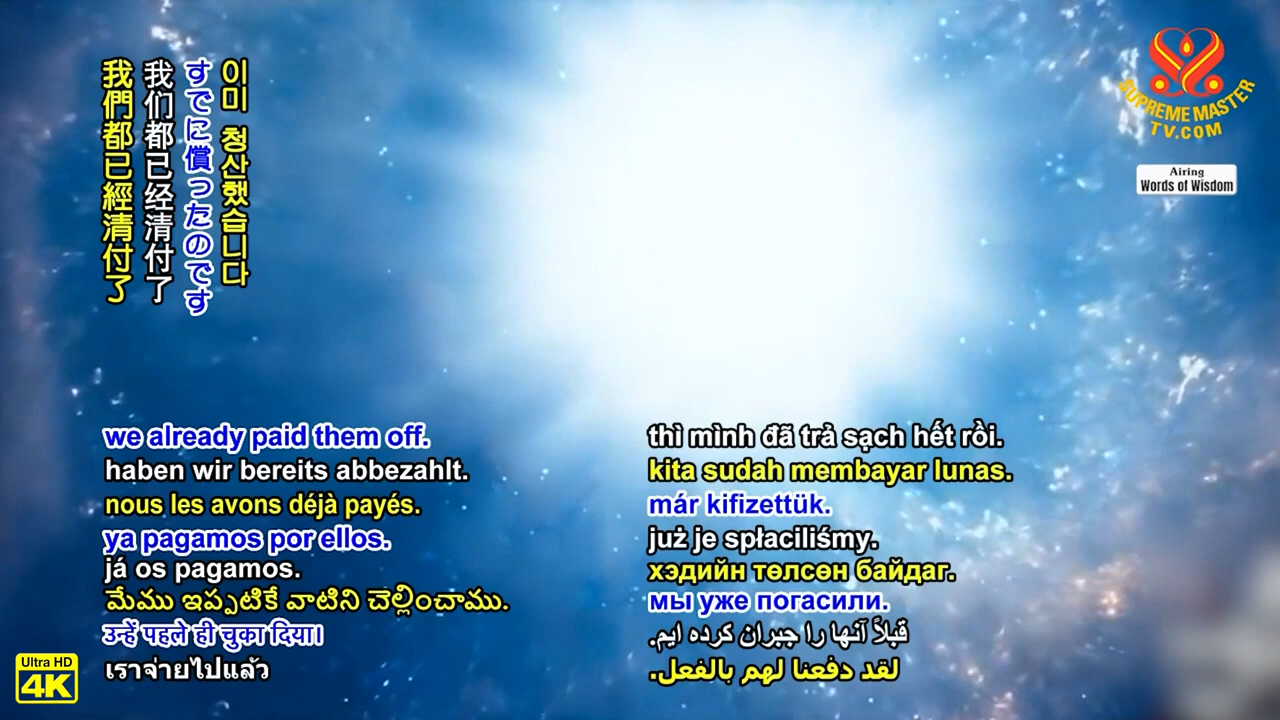 我們都已經清付了
我们都已经清付了
すでに償ったのです
이미 청산했습니다
SUPREME MASTER
TV.COM
Airing
Words of Wisdom
we already paid them off.
haben wir bereits abbezahlt.
nous les avons déjà payés.
ya pagamos por ellos.
já os pagamos.
మేము ఇప్పటికే వాటిని చెల్లించాము.
उन्हें पहले ही चुका दिया।
เราจ่ายไปแล้ว
thì mình đã trả sạch hết rồi.
kita sudah membayar lunas.
már kifizettük.
już je spłaciliśmy.
хэдийн төлсөн байдаг.
мы уже погасили.
قبلاً آنها را جبران کرده ایم.
لقد دفعنا لهم بالفعل.
Ultra HD
4K